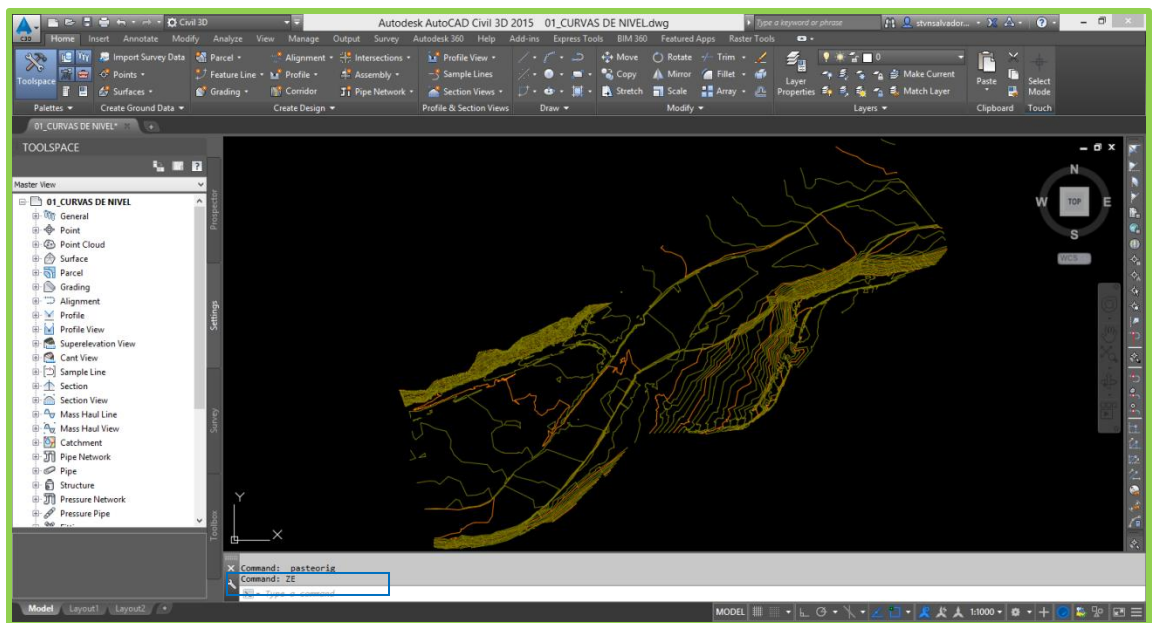 Civil 3D
Autodesk AutoCAD Civil 3D 2015 01_CURVAS DE NIVEL.dwg
Type a keyword or phrase
stvnsalvador...
C3D
Home Insert Annotate Modify Analyze View Manage Output Survey Autodesk 360 Help Add-ins Express Tools BIM 360 Featured Apps Raster Tools
Toolspace
Import Survey Data
Points
Surfaces
Parcel
Feature Line
Grading
Alignment
Profile
Corridor
Intersections
Assembly
Pipe Network
Profile View
Sample Lines
Section Views
Move
Copy
Stretch
Rotate
Mirror
Scale
Trim
Fillet
Array
Layer
Properties
0
Make Current
Match Layer
Paste
Select
Mode
Palettes Create Ground Data Create Design Profile & Section Views Draw Modify Layers Clipboard Touch
01_CURVAS DE NIVEL*
TOOLSPACE
Master View
01_CURVAS DE NIVEL
General
Point
Point Cloud
Surface
Parcel
Grading
Alignment
Profile
Profile View
Superelevation View
Cant View
Sample Line
Section
Section View
Mass Haul Line
Mass Haul View
Catchment
Pipe Network
Pipe
Structure
Pressure Network
Pressure Pipe
Prospector
Settings
Survey
Toolbox
N
W TOP E
S
WCS
Y
X
Command: pasteorig
Command: ZE
Type a command
Model Layout1 Layout2
MODEL
1:1000